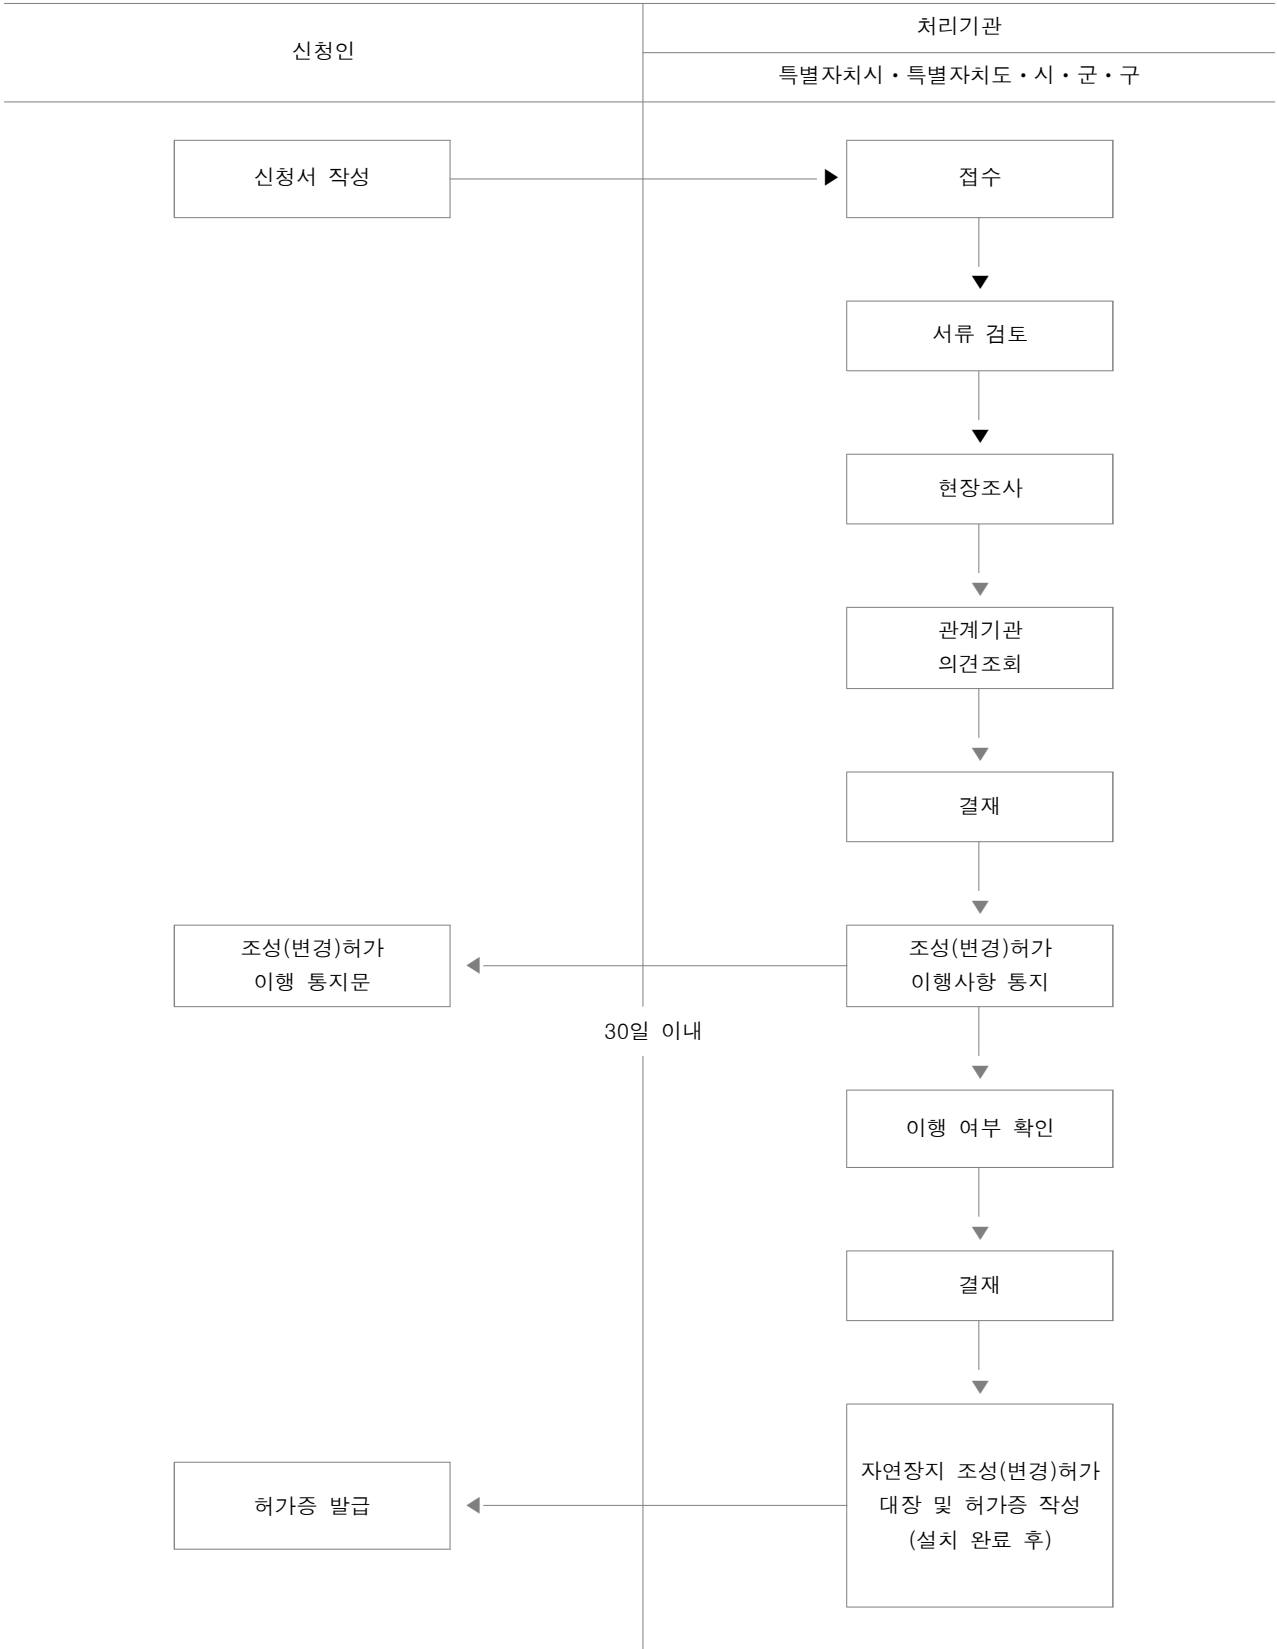 신청인
처리기관
특별자치시・특별자치도・시・군・구
신청서 작성
접수
서류 검토
현장조사
관계기관
의견조회
결재
조성(변경)허가
이행 통지문
조성(변경)허가
이행사항 통지
30일 이내
이행 여부 확인
결재
허가증 발급
자연장지 조성(변경)허가
대장 및 허가증 작성
(설치 완료 후)